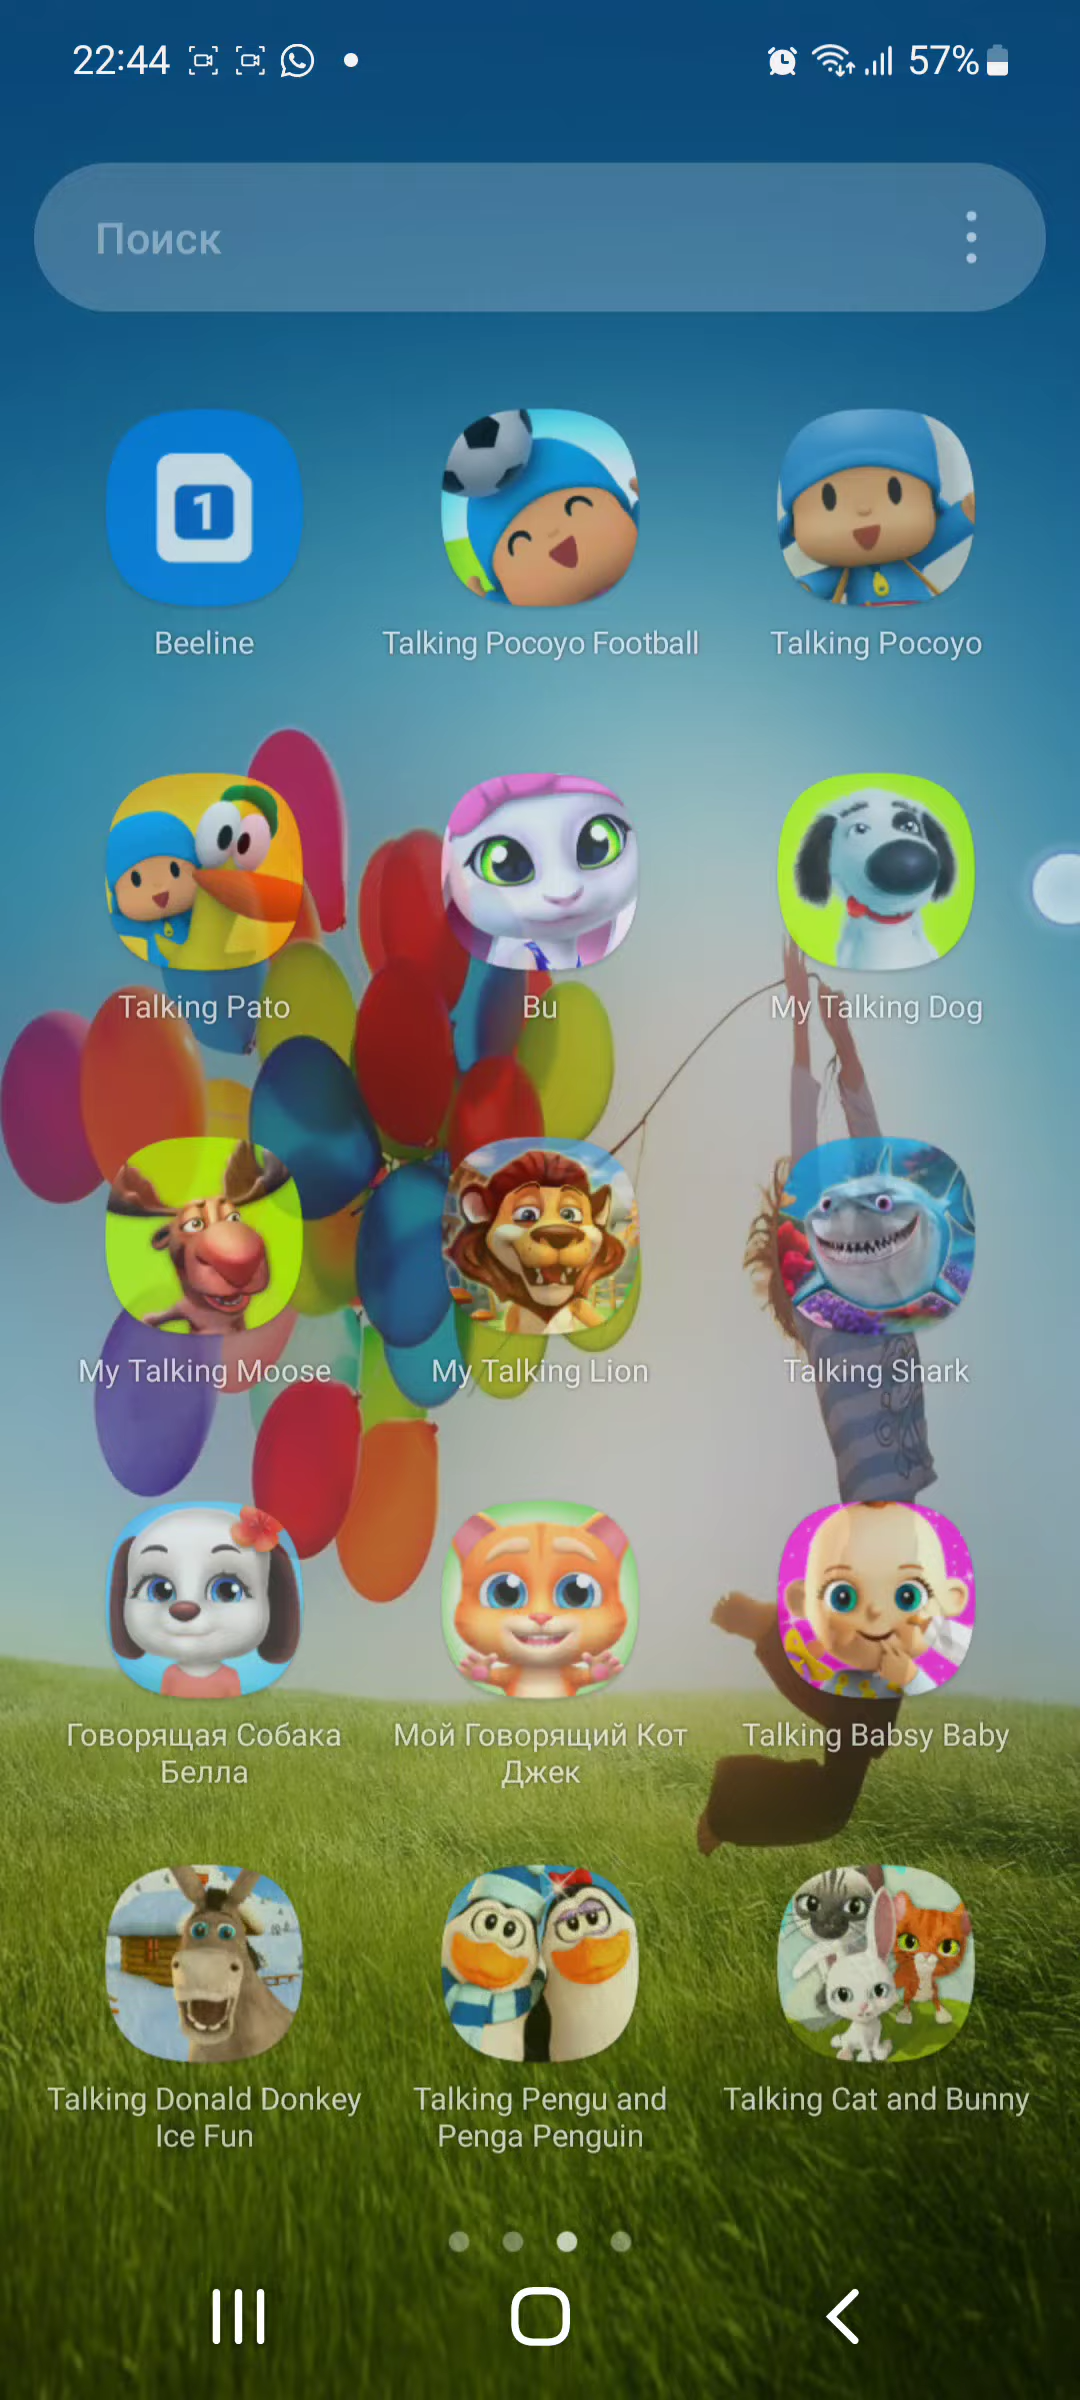 22:44
57%
Поиск
1
Beeline
Talking Pocoyo Football
Talking Pocoyo
Talking Pato
Bu
My Talking Dog
My Talking Moose
My Talking Lion
Talking Shark
Говорящая Собака
Белла
Мой Говорящий Кот
Джек
Talking Babsy Baby
Talking Donald Donkey
Ice Fun
Talking Pengu and
Penga Penguin
Talking Cat and Bunny